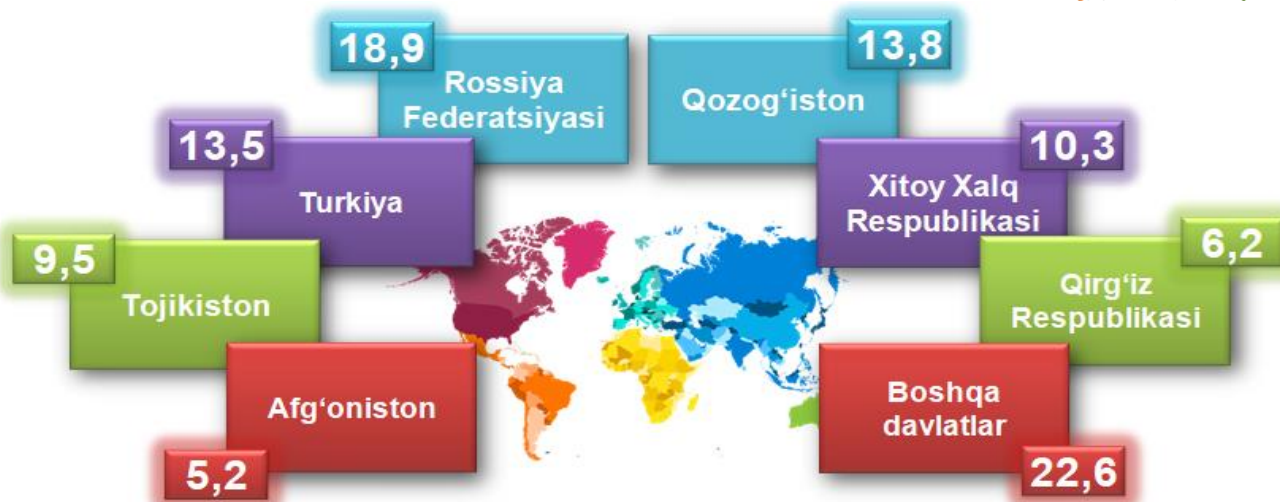 18,9
Rossiya
Federatsiyasi
13,8
Qozog‘iston
13,5
Turkiya
10,3
Xitoy Xalq
Respublikasi
9,5
Tojikiston
6,2
Qirg‘iz
Respublikasi
Afg‘oniston
5,2
Boshqa
davlatlar
22,6